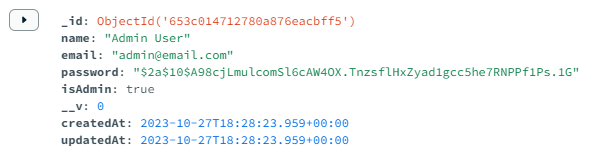 _id: ObjectId('653c014712780a876eacbff5')
name: "Admin User"
email: "admin@email.com"
password: "$2a$10$A98cjLmulcomSl6cAW4OX.TnzsflHxZyad1gcc5he7RNPPf1Ps.1G"
isAdmin: true
__v: 0
createdAt: 2023-10-27T18:28:23.959+00:00
updatedAt: 2023-10-27T18:28:23.959+00:00